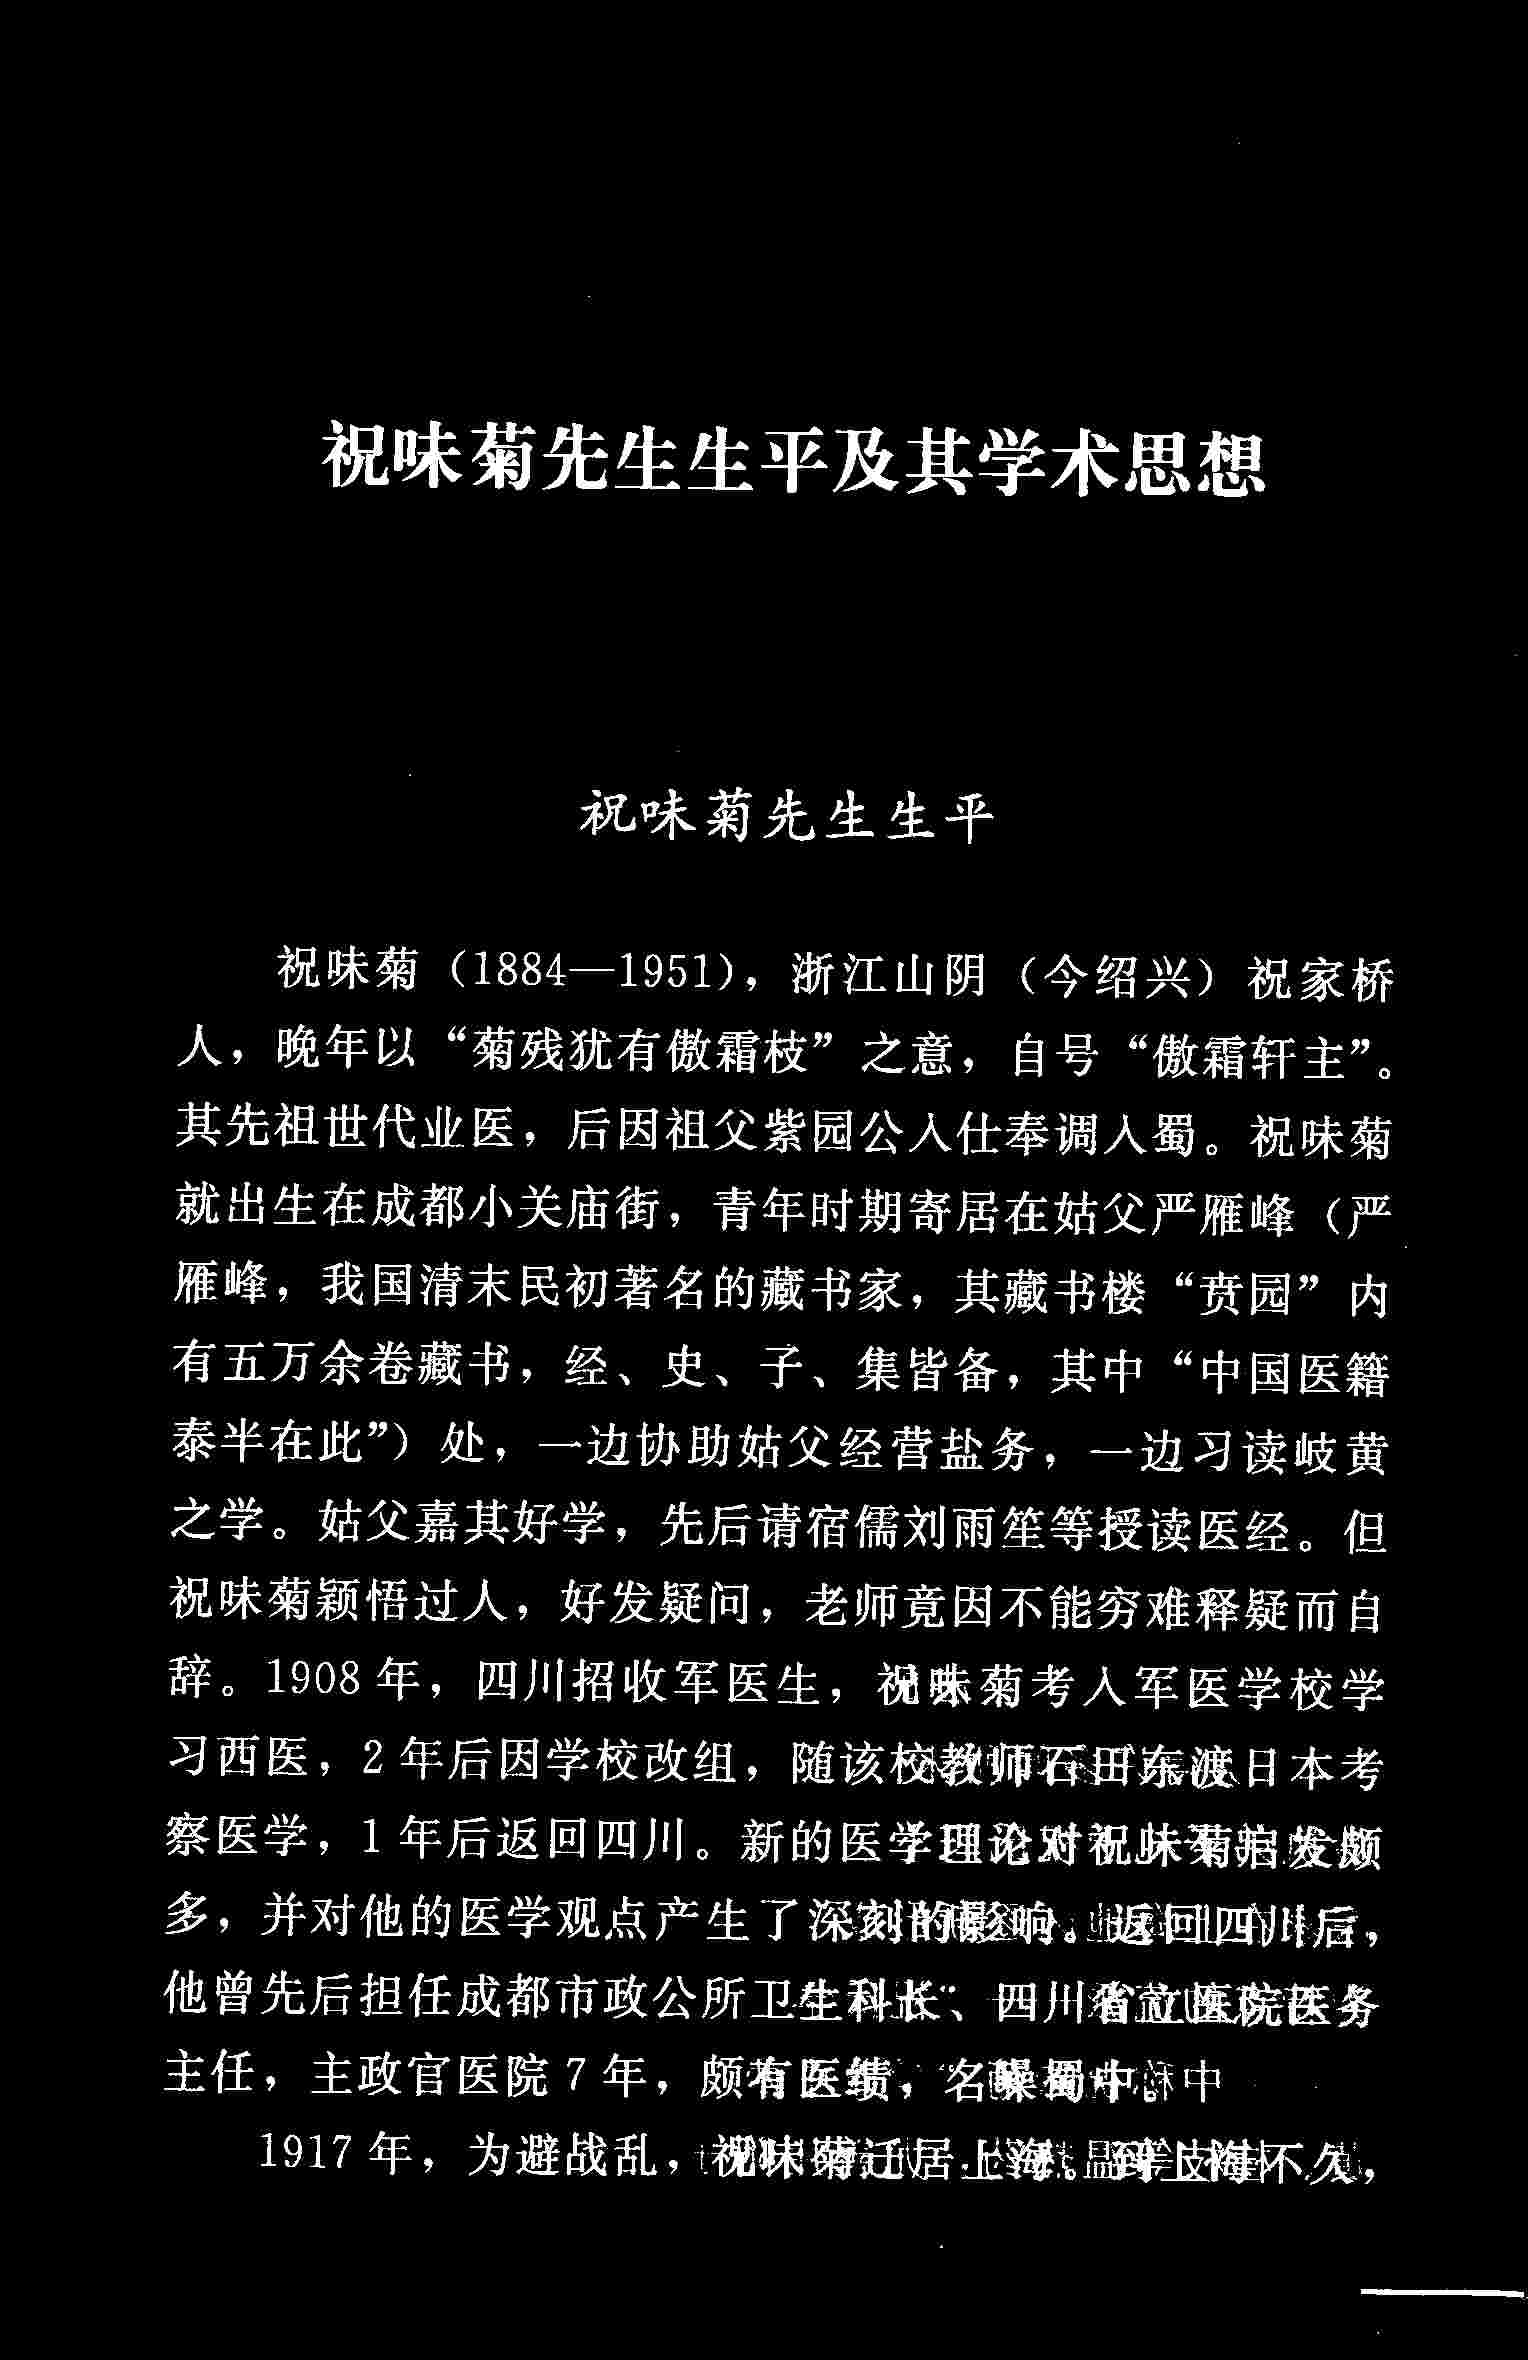 祝味菊先生生平及其学术思想
祝味菊先生生平
祝味菊（1884—1951），浙江山阴（今绍兴）祝家桥
人，晚年以“菊残犹有傲霜枝”之意，自号“傲霜轩主”。
其先祖世代业医，后因祖父紫园公入仕奉调入蜀。祝味菊
就出生在成都小关庙街，青年时期寄居在姑父严雁峰（严
雁峰，我国清末民初著名的藏书家，其藏书楼“贲园”内
有五万余卷藏书，经、史、子、集皆备，其中“中国医籍
泰半在此”）处，一边协助姑父经营盐务，一边习读岐黄
之学。姑父嘉其好学，先后请宿儒刘雨笙等授读医经。但
祝味菊颖悟过人，好发疑问，老师竟因不能穷难释疑而自
辞。1908 年，四川招收军医生，祝味菊考入军医学校学
习西医，2 年后因学校改组，随该校教师石田东渡日本考
察医学，1 年后返回四川。新的医学理论对祝味菊启发颇
多，并对他的医学观点产生了深刻的影响。返回四川后，
他曾先后担任成都市政公所卫生科长、四川省立医院医务
主任，主政官医院 7 年，颇有医绩，名噪蜀中。
1917 年，为避战乱，祝味菊迁居上海。到上海不久，